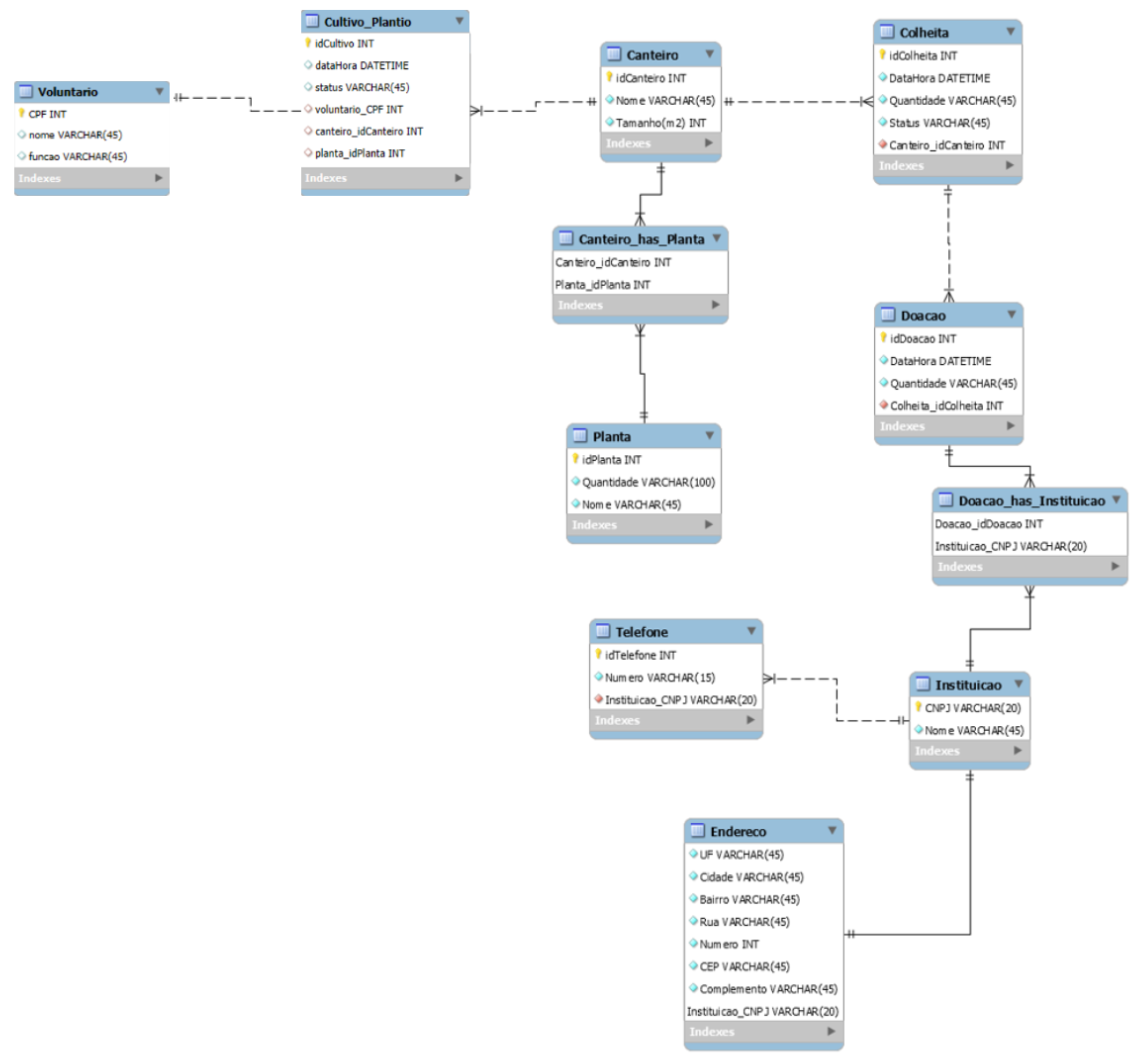 Voluntario
CPF INT
nome VARCHAR(45)
funcao VARCHAR(45)
Indexes
Cultivo_Plantio
idCultivo INT
dataHora DATETIME
status VARCHAR(45)
voluntario_CPF INT
canteiro_idCanteiro INT
planta_idPlanta INT
Indexes
Canteiro
idCanteiro INT
Nome VARCHAR(45)
Tamanho(m2) INT
Indexes
Colheita
idColheita INT
DataHora DATETIME
Quantidade VARCHAR(45)
Status VARCHAR(45)
Canteiro_idCanteiro INT
Indexes
Canteiro_has_Planta
Canteiro_idCanteiro INT
Planta_idPlanta INT
Indexes
Doacao
idDoacao INT
DataHora DATETIME
Quantidade VARCHAR(45)
Colheita_idColheita INT
Indexes
Planta
idPlanta INT
Quantidade VARCHAR(100)
Nome VARCHAR(45)
Indexes
Doacao_has_Instituicao
Doacao_idDoacao INT
Instituicao_CNPJ VARCHAR(20)
Indexes
Telefone
idTelefone INT
Numero VARCHAR(15)
Instituicao_CNPJ VARCHAR(20)
Indexes
Instituicao
CNPJ VARCHAR(20)
Nome VARCHAR(45)
Indexes
Endereco
UF VARCHAR(45)
Cidade VARCHAR(45)
Bairro VARCHAR(45)
Rua VARCHAR(45)
Numero INT
CEP VARCHAR(45)
Complemento VARCHAR(45)
Instituicao_CNPJ VARCHAR(20)
Indexes